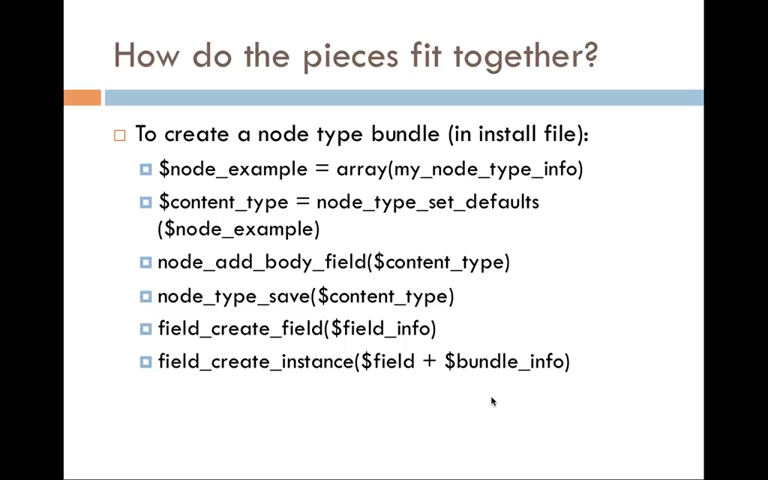 How do the pieces fit together?
To create a node type bundle (in install file):
$node_example = array(my_node_type_info)
$content_type = node_type_set_defaults
($node_example)
node_add_body_field($content_type)
node_type_save($content_type)
field_create_field($field_info)
field_create_instance($field + $bundle_info)